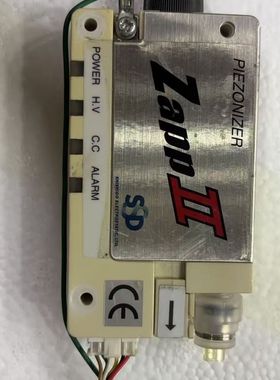 PIEZONIZER
Zapp II
SSD
POWER
H.V
C.C
ALARM
CE